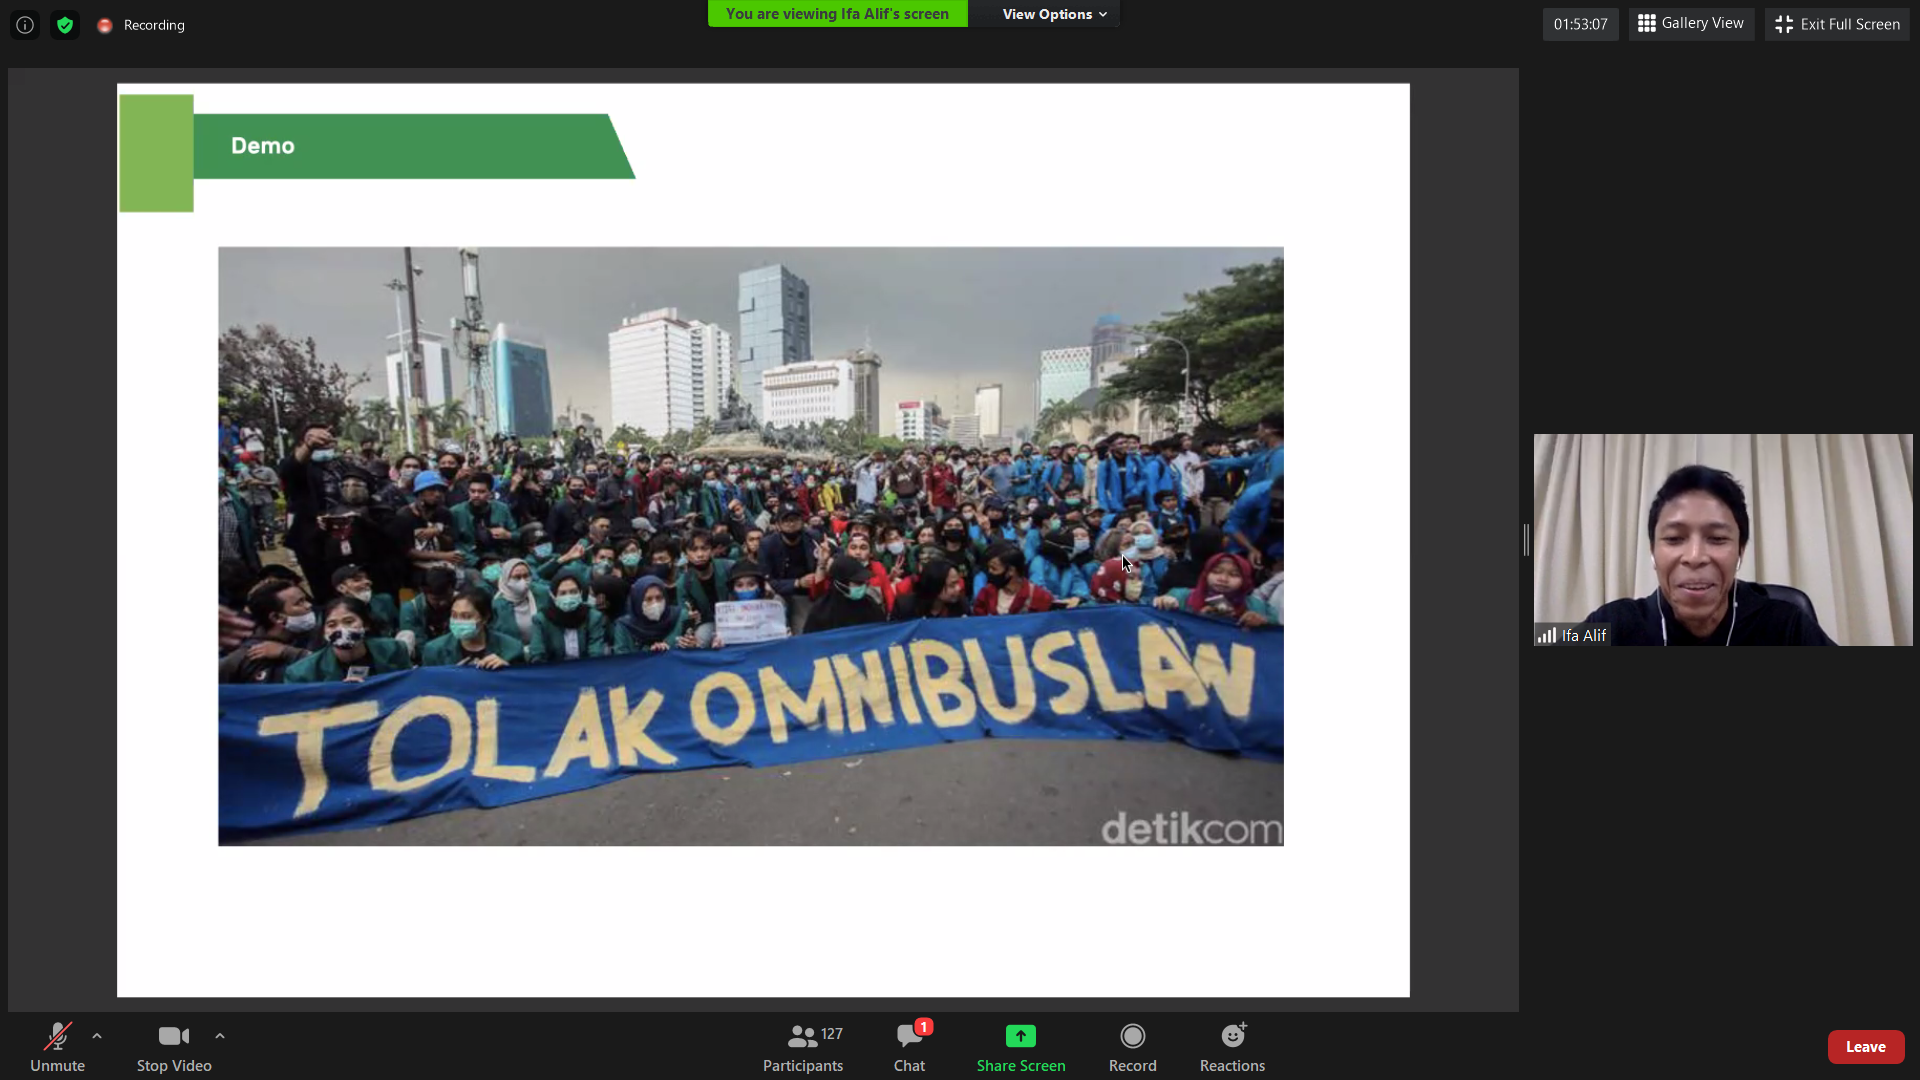 Recording
You are viewing Ifa Alif's screen
View Options
01:53:07
Gallery View
Exit Full Screen
Demo
TOLAK OMNIBUSLAW
detikcom
Ifa Alif
Unmute
Stop Video
127
Participants
1
Chat
Share Screen
Record
Reactions
Leave